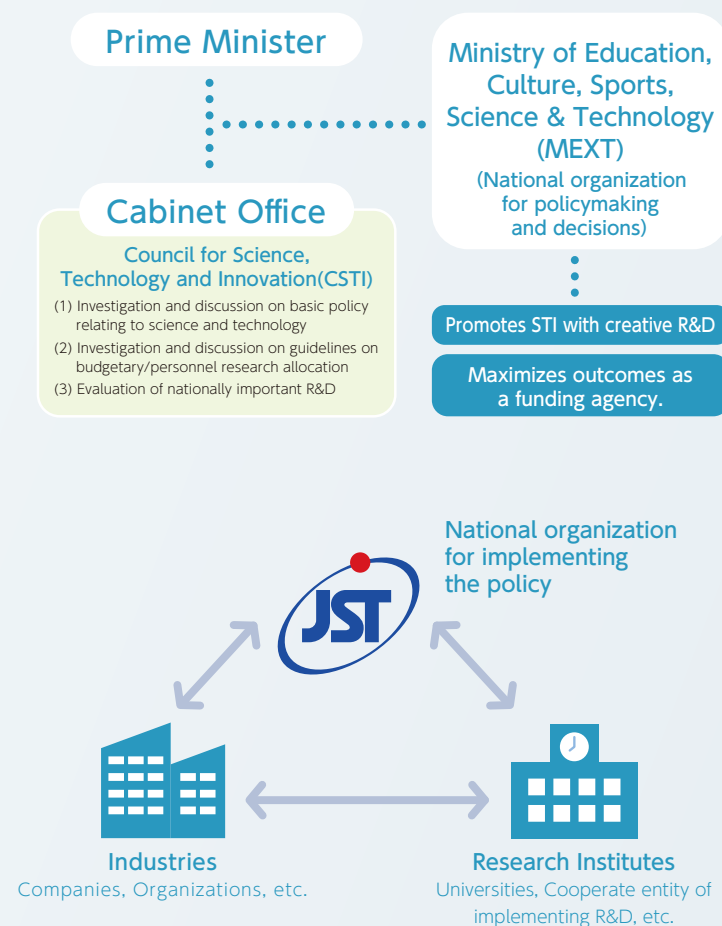 Prime Minister
Ministry of Education,
Culture, Sports,
Science & Technology
(MEXT)
(National organization
for policymaking
and decisions)
Cabinet Office
Council for Science,
Technology and Innovation(CSTI)
(1) Investigation and discussion on basic policy
relating to science and technology
(2) Investigation and discussion on guidelines on
budgetary/personnel research allocation
(3) Evaluation of nationally important R&D
Promotes STI with creative R&D
Maximizes outcomes as
a funding agency.
National organization
for implementing
the policy
JST
Industries
Companies, Organizations, etc.
Research Institutes
Universities, Cooperate entity of
implementing R&D, etc.